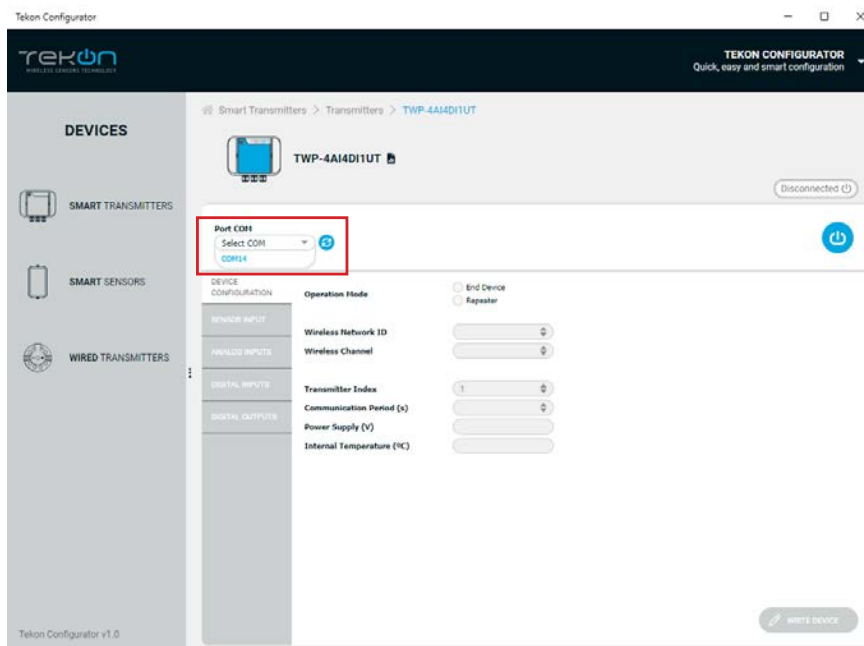 Tekon Configurator
TEKON
WIRELESS SENSORS TECHNOLOGY
TEKON CONFIGURATOR
Quick, easy and smart configuration
DEVICES
SMART TRANSMITTERS
SMART SENSORS
WIRED TRANSMITTERS
Tekon Configurator v1.0
Smart Transmitters > Transmitters > TWP-4AI4DI1UT
TWP-4AI4DI1UT
Disconnected
Port COM
Select COM
COM14
DEVICE
CONFIGURATION
SENSOR INPUT
ANALOG INPUTS
DIGITAL INPUTS
DIGITAL OUTPUTS
Operation Mode
End Device
Repeater
Wireless Network ID
Wireless Channel
Transmitter Index
1
Communication Period (s)
Power Supply (V)
Internal Temperature (ºC)
WRITE DEVICE